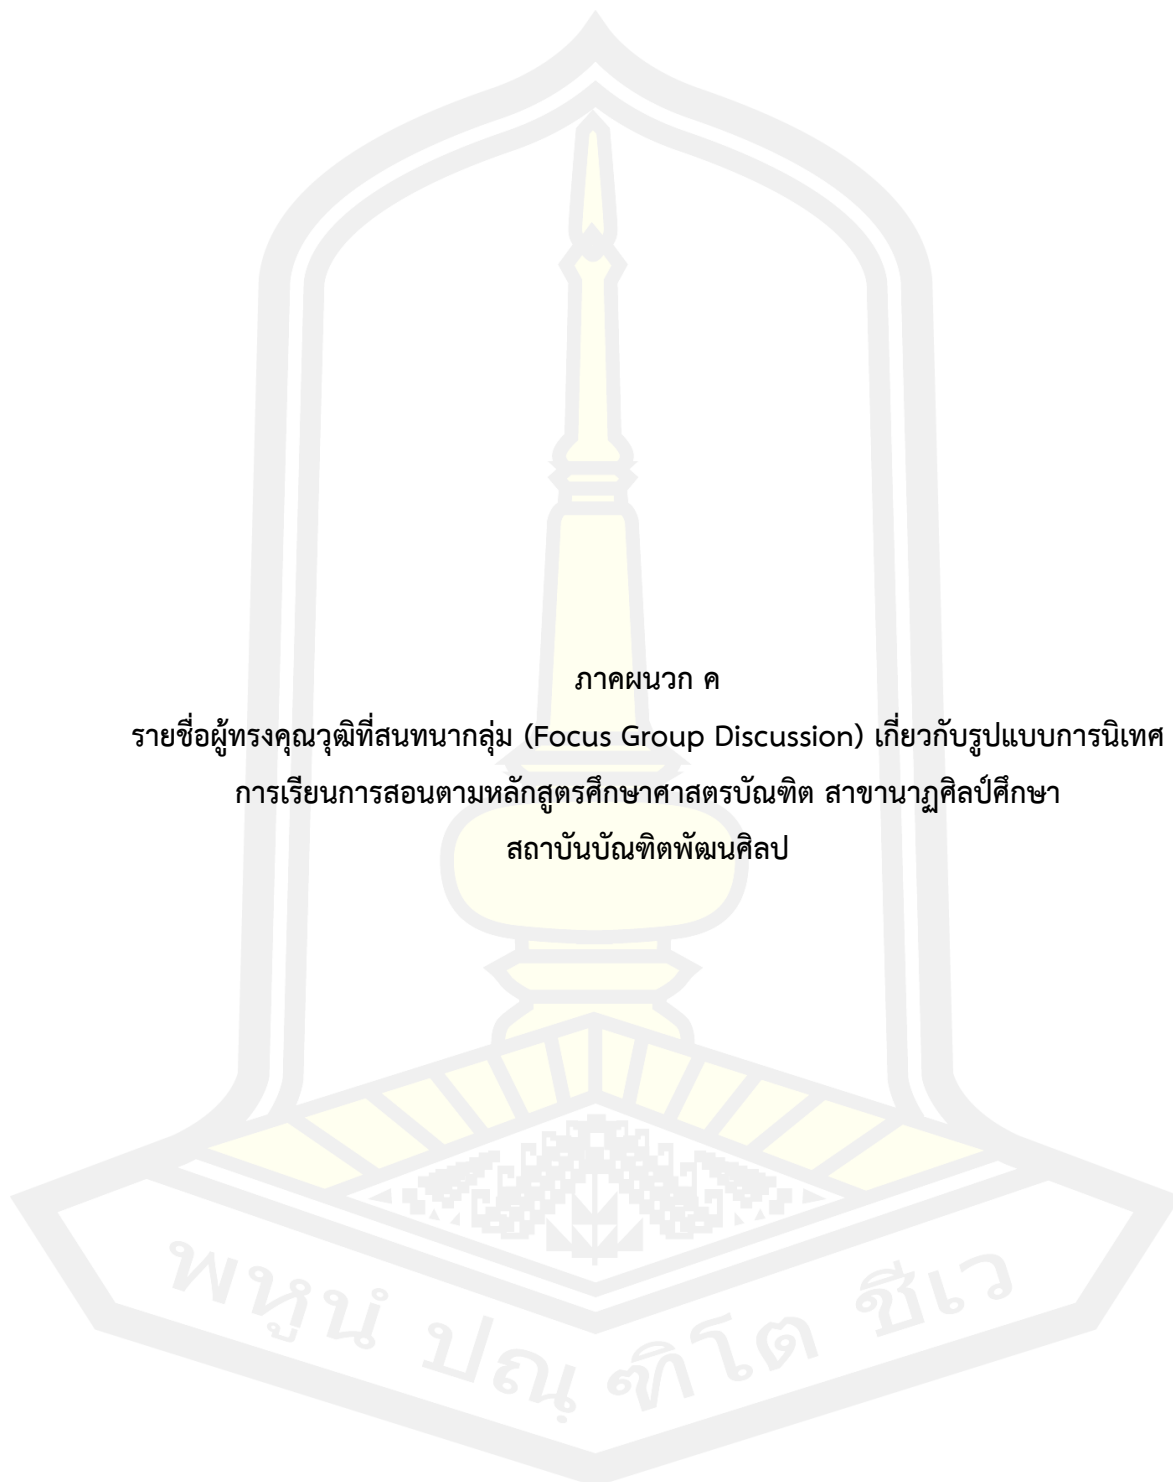 ภาคผนวก ค
รายชื่อผู้ทรงคุณวุฒิที่สนทนากลุ่ม (Focus Group Discussion) เกี่ยวกับรูปแบบการนิเทศ
การเรียนการสอนตามหลักสูตรศึกษาศาสตรบัณฑิต สาขานาฏศิลป์ศึกษา
สถาบันบัณฑิตพัฒนศิลป
พหูนํ ปณฺฑิโต ชีเว